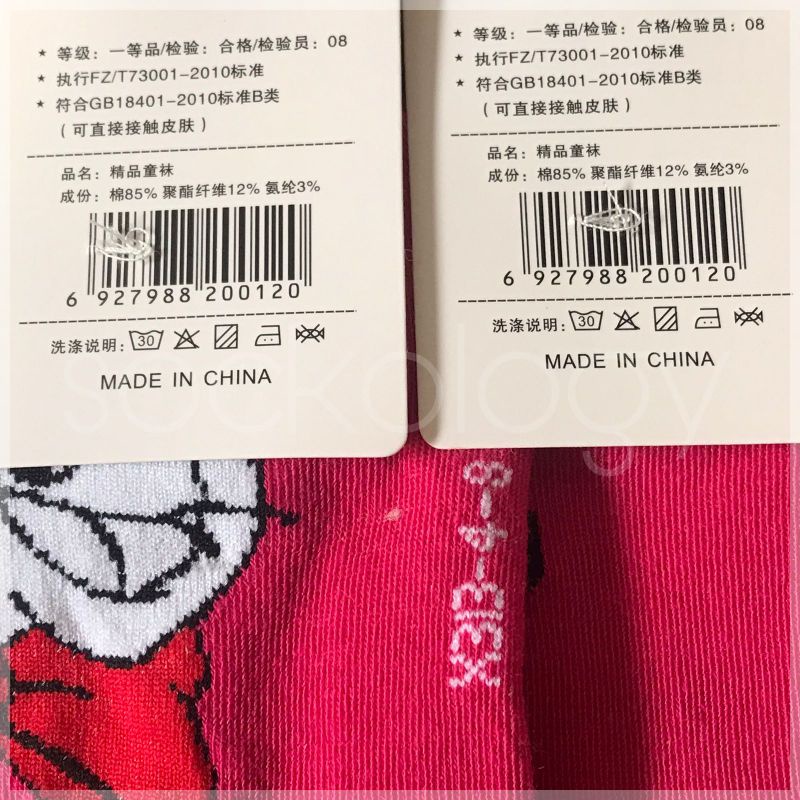 ★ 等级：一等品/检验：合格/检验员：08
★ 执行FZ/T73001-2010标准
★ 符合GB18401-2010标准B类
（可直接接触皮肤）
品名：精品童袜
成份：棉85% 聚酯纤维12% 氨纶3%
6 927988 200120
洗涤说明：30
MADE IN CHINA
★ 等级：一等品/检验：合格/检验员：08
★ 执行FZ/T73001-2010标准
★ 符合GB18401-2010标准B类
（可直接接触皮肤）
品名：精品童袜
成份：棉85% 聚酯纤维12% 氨纶3%
6 927988 200120
洗涤说明：30
MADE IN CHINA
sockology